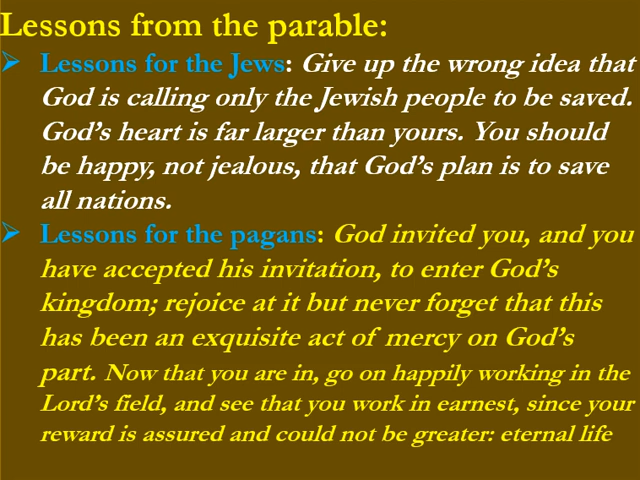 Lessons from the parable:
➢ Lessons for the Jews: Give up the wrong idea that
God is calling only the Jewish people to be saved.
God’s heart is far larger than yours. You should
be happy, not jealous, that God’s plan is to save
all nations.
➢ Lessons for the pagans: God invited you, and you
have accepted his invitation, to enter God’s
kingdom; rejoice at it but never forget that this
has been an exquisite act of mercy on God’s
part. Now that you are in, go on happily working in the
Lord’s field, and see that you work in earnest, since your
reward is assured and could not be greater: eternal life